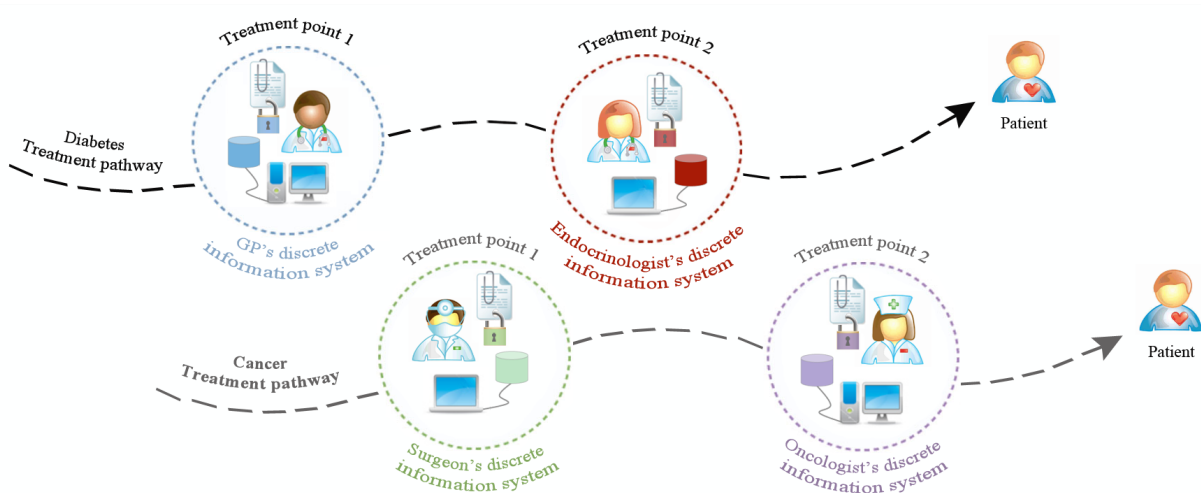 Treatment point 1
Treatment point 2
Patient
Diabetes
Treatment pathway
GP's discrete
information system
Endocrinologist's discrete
information system
Treatment point 1
Treatment point 2
Patient
Cancer
Treatment pathway
Surgeon's discrete
information system
Oncologist's discrete
information system